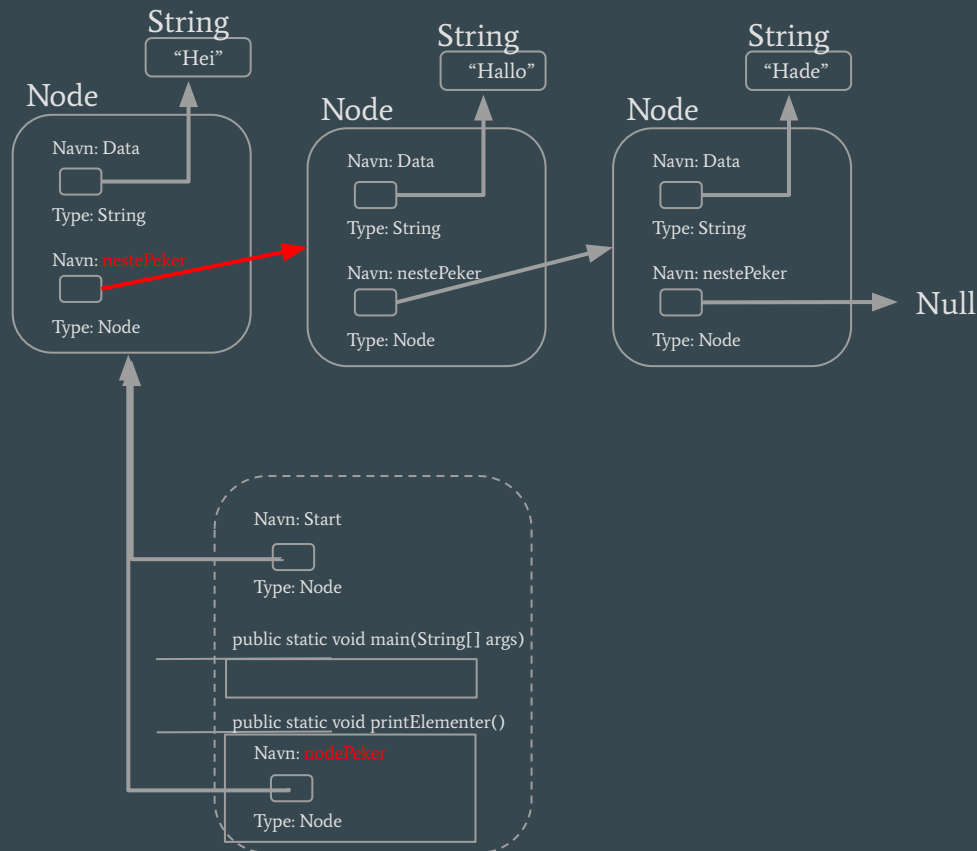 String
"Hei"
Node
Navn: Data
Type: String
Navn: nestePeker
Type: Node
String
"Hallo"
Node
Navn: Data
Type: String
Navn: nestePeker
Type: Node
String
"Hade"
Node
Navn: Data
Type: String
Navn: nestePeker
Type: Node
Null
Navn: Start
Type: Node
public static void main(String[] args)
public static void printElementer()
Navn: nodePeker
Type: Node